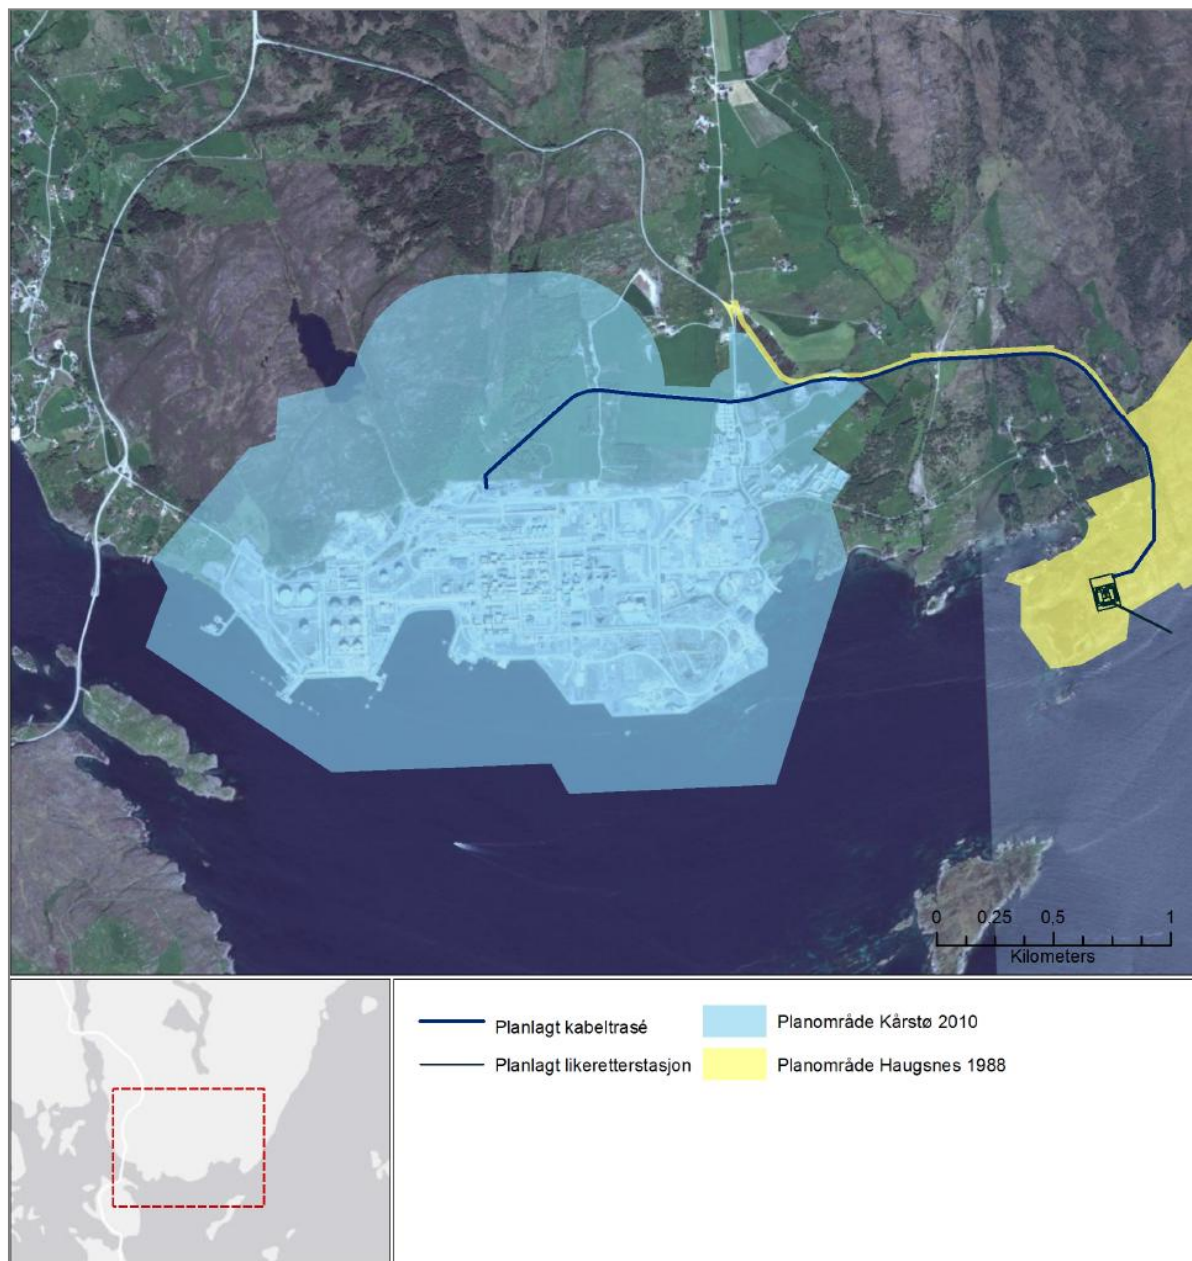 0 0,25 0,5 1
Kilometers
Planlagt kabeltrasé
Planområde Kårstø 2010
Planlagt likeretterstasjon
Planområde Haugsnes 1988